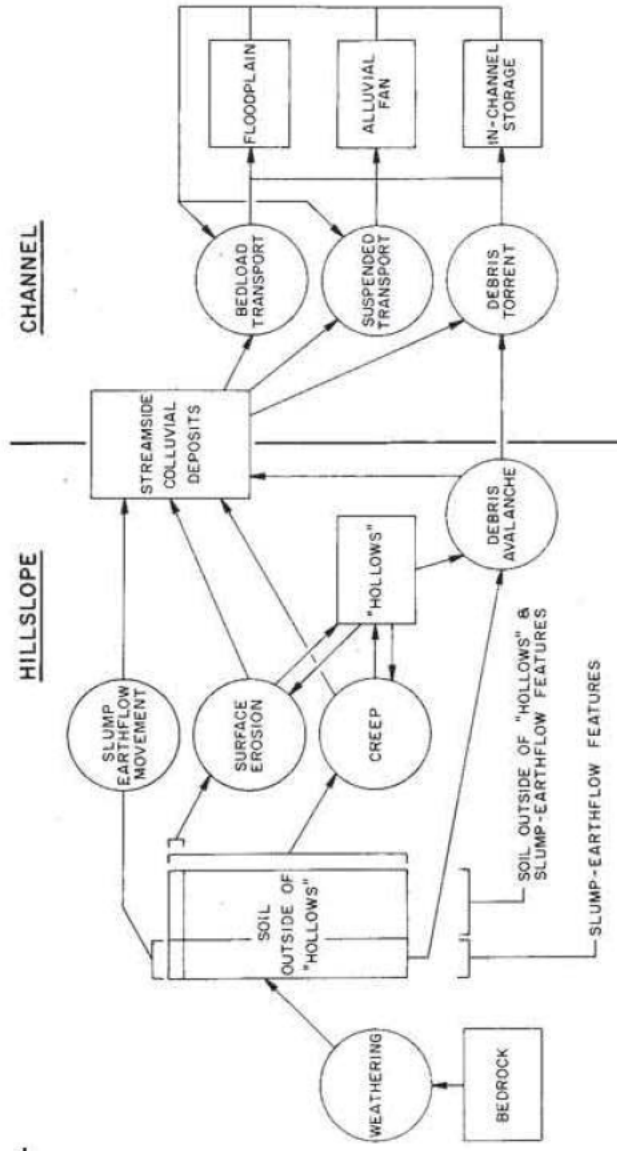 HILLSLOPE
CHANNEL
SLUMP
EARTHFLOW
MOVEMENT
STREAMSIDE
COLLUVIAL
DEPOSITS
BEDLOAD
TRANSPORT
FLOODPLAIN
SURFACE
EROSION
SUSPENDED
TRANSPORT
ALLUVIAL
FAN
SOIL
OUTSIDE OF
"HOLLOWS"
CREEP
"HOLLOWS"
WEATHERING
DEBRIS
AVALANCHE
DEBRIS
TORRENT
IN-CHANNEL
STORAGE
BEDROCK
SOIL OUTSIDE OF "HOLLOWS" &
SLUMP-EARTHFLOW FEATURES
SLUMP-EARTHFLOW FEATURES